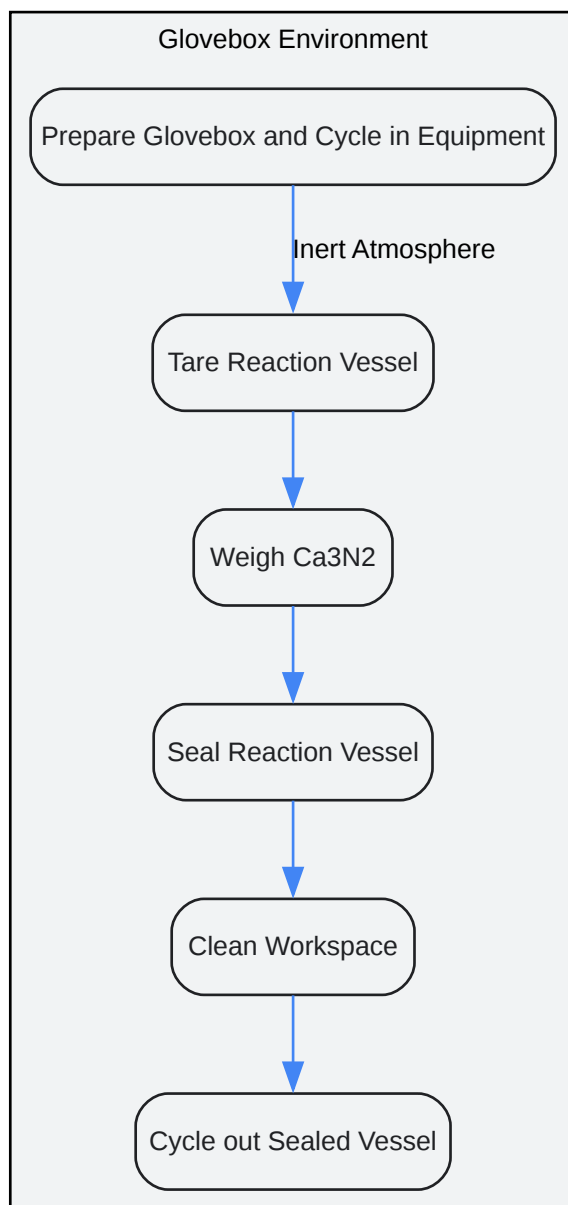 Glovebox Environment
Prepare Glovebox and Cycle in Equipment
Inert Atmosphere
Tare Reaction Vessel
Weigh Ca3N2
Seal Reaction Vessel
Clean Workspace
Cycle out Sealed Vessel